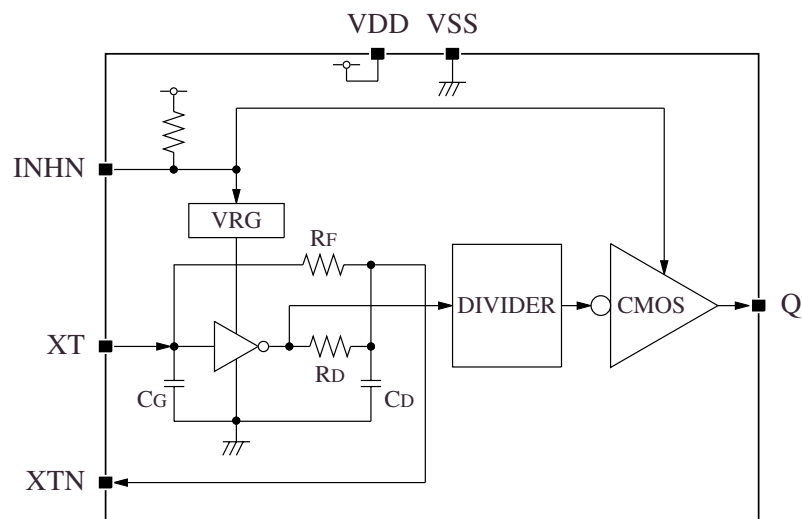 VDD VSS
INHN
VRG
RF
DIVIDER
CMOS
Q
XT
RD
CG
CD
XTN